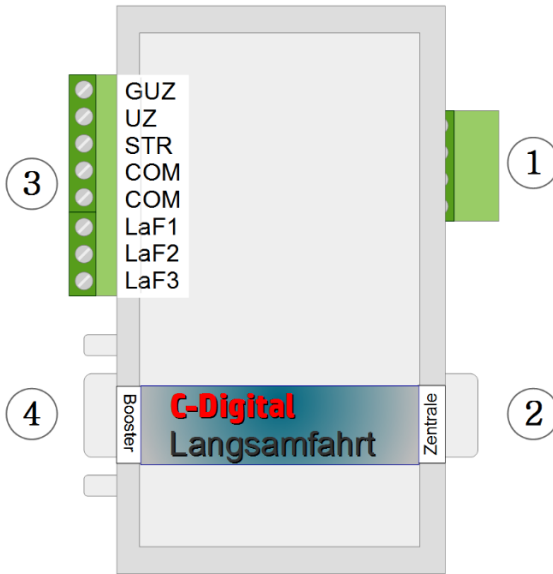 GUZ
UZ
STR
COM
COM
LaF1
LaF2
LaF3
1
3
4
2
Booster
C-Digital
Langsamfahrt
Zentrale